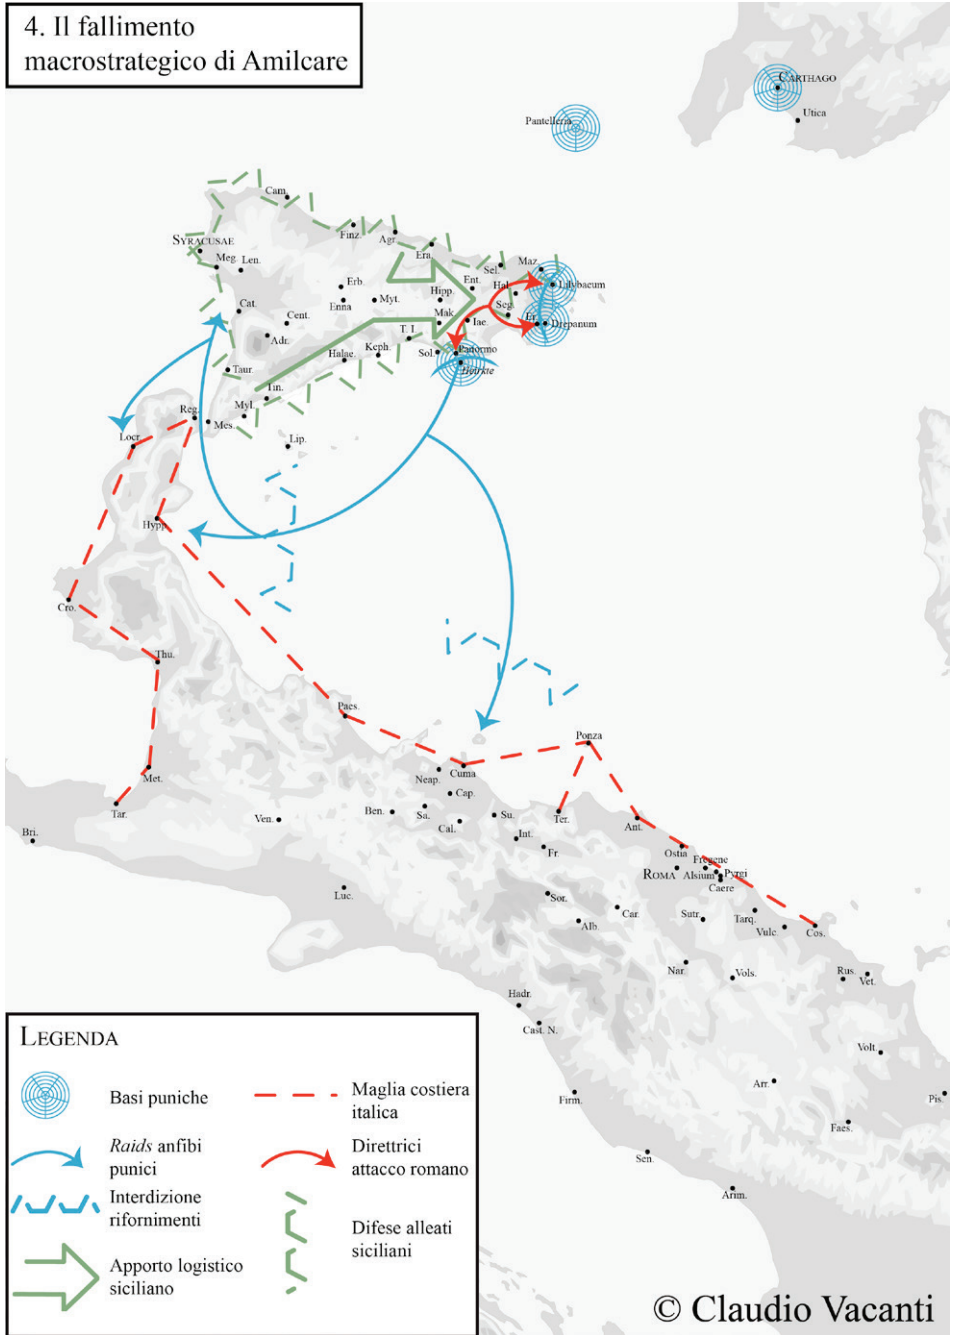 4. Il fallimento
macrostrategico di Amilcare
CARTHAGO
Utica
Pantelleria
Cam.
SYRACUSAE
Finz.
Agr.
Era.
Meg.
Len.
Sel.
Maz.
Lilybaeum
Erb.
Ent.
Hal.
Cat.
Enna
Myt.
Hipp.
Seg.
Cent.
Mak.
Iae.
Er.
Drepanum
Adr.
T. I.
Halae.
Keph.
Sol.
Panormo
Heirkte
Taur.
Tin.
Reg.
Myl.
Mes.
Locr.
Lip.
Hypp.
Cro.
Thu.
Paes.
Ponza
Met.
Neap.
Cuma
Tar.
Cap.
Ven.
Ben.
Sa.
Su.
Ter.
Ant.
Bri.
Cal.
Int.
Fr.
Ostia
Fregene
ROMA
Alsium
Pyrgi
Caere
Luc.
Sor.
Car.
Sutr.
Tarq.
Alb.
Vulc.
Cos.
Nar.
Vols.
Rus.
Vet.
Hadr.
Cast. N.
Volt.
Firm.
Arr.
Pis.
Faes.
Sen.
Arim.
LEGENDA
Basi puniche
Maglia costiera
italica
Raids anfibi
punici
Direttrici
attacco romano
Interdizione
rifornimenti
Difese alleati
siciliani
Apporto logistico
siciliano
© Claudio Vacanti